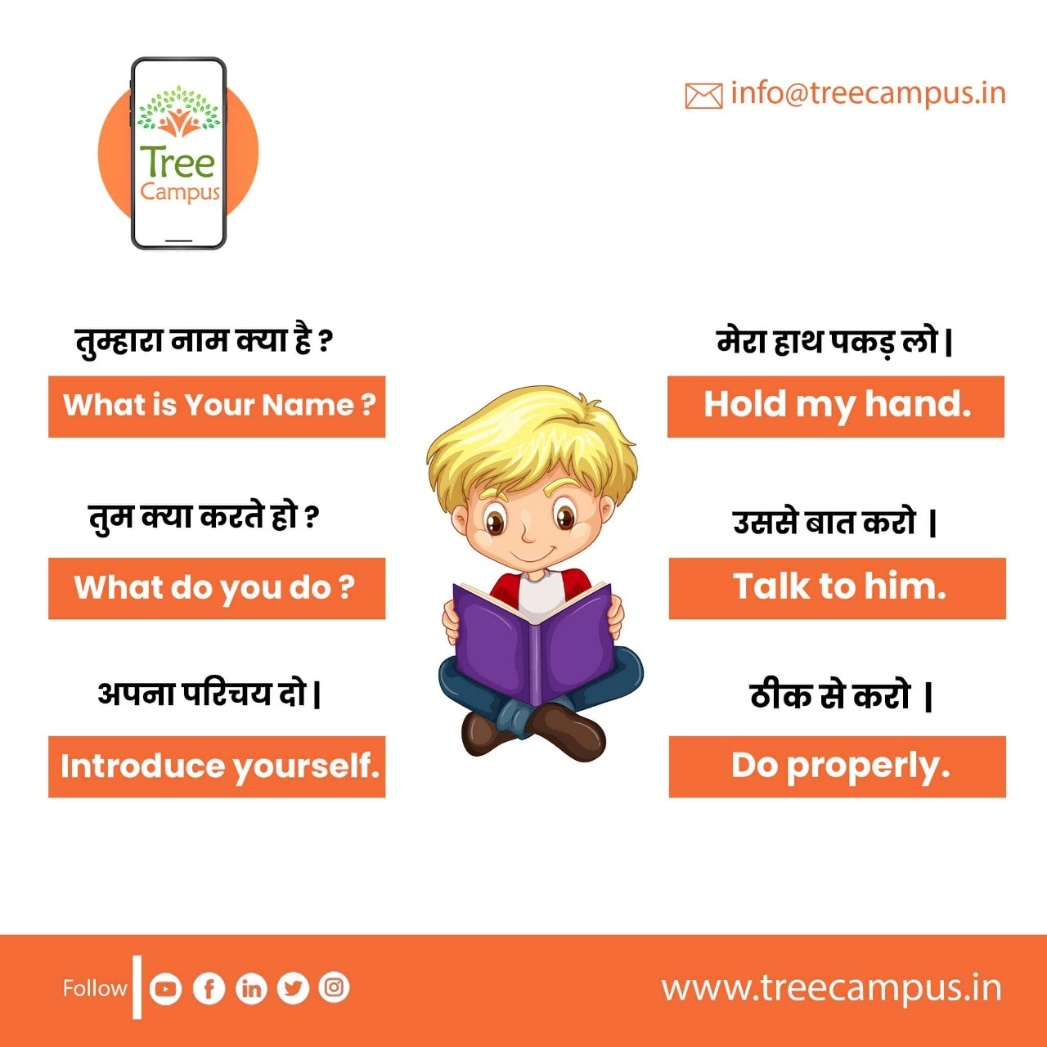 Tree
Campus
info@treecampus.in
तुम्हारा नाम क्या है ?
What is Your Name ?
तुम क्या करते हो ?
What do you do ?
अपना परिचय दो |
Introduce yourself.
मेरा हाथ पकड़ लो |
Hold my hand.
उससे बात करो |
Talk to him.
ठीक से करो |
Do properly.
Follow
www.treecampus.in